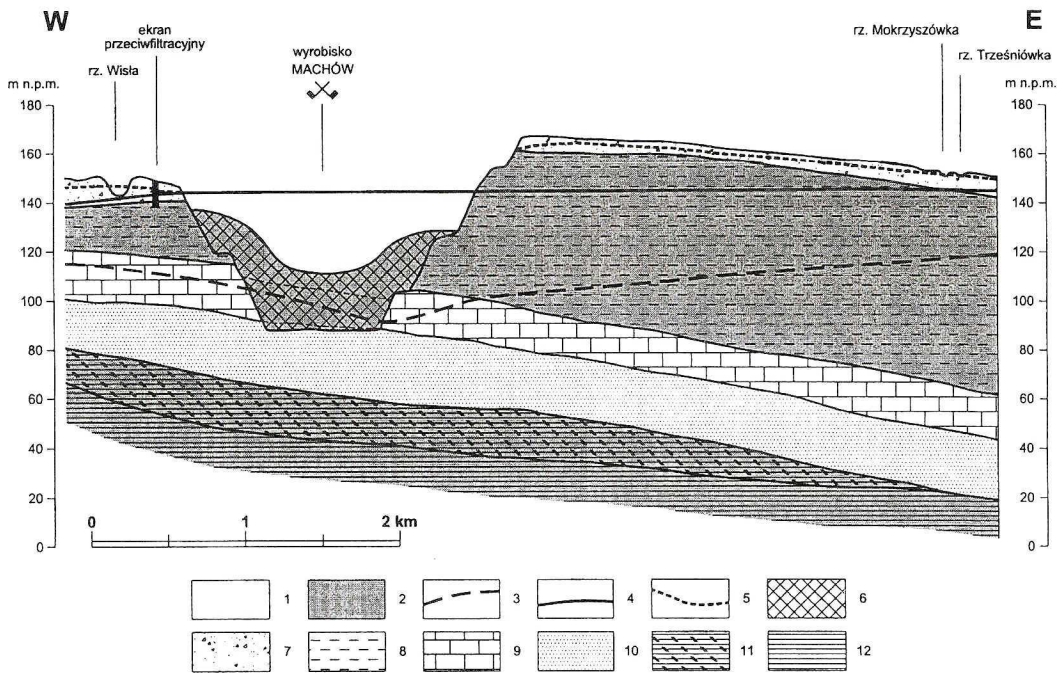 W
E
ekran
przeciwfiltracyjny
rz. Wisła
wyrobisko
MACHÓW
rz. Mokrzyszówka
rz. Trześniówka
m n.p.m.
m n.p.m.
180
160
140
120
100
80
60
40
20
0
180
160
140
120
100
80
60
40
20
0
0
1
2 km
1
2
3
4
5
6
7
8
9
10
11
12